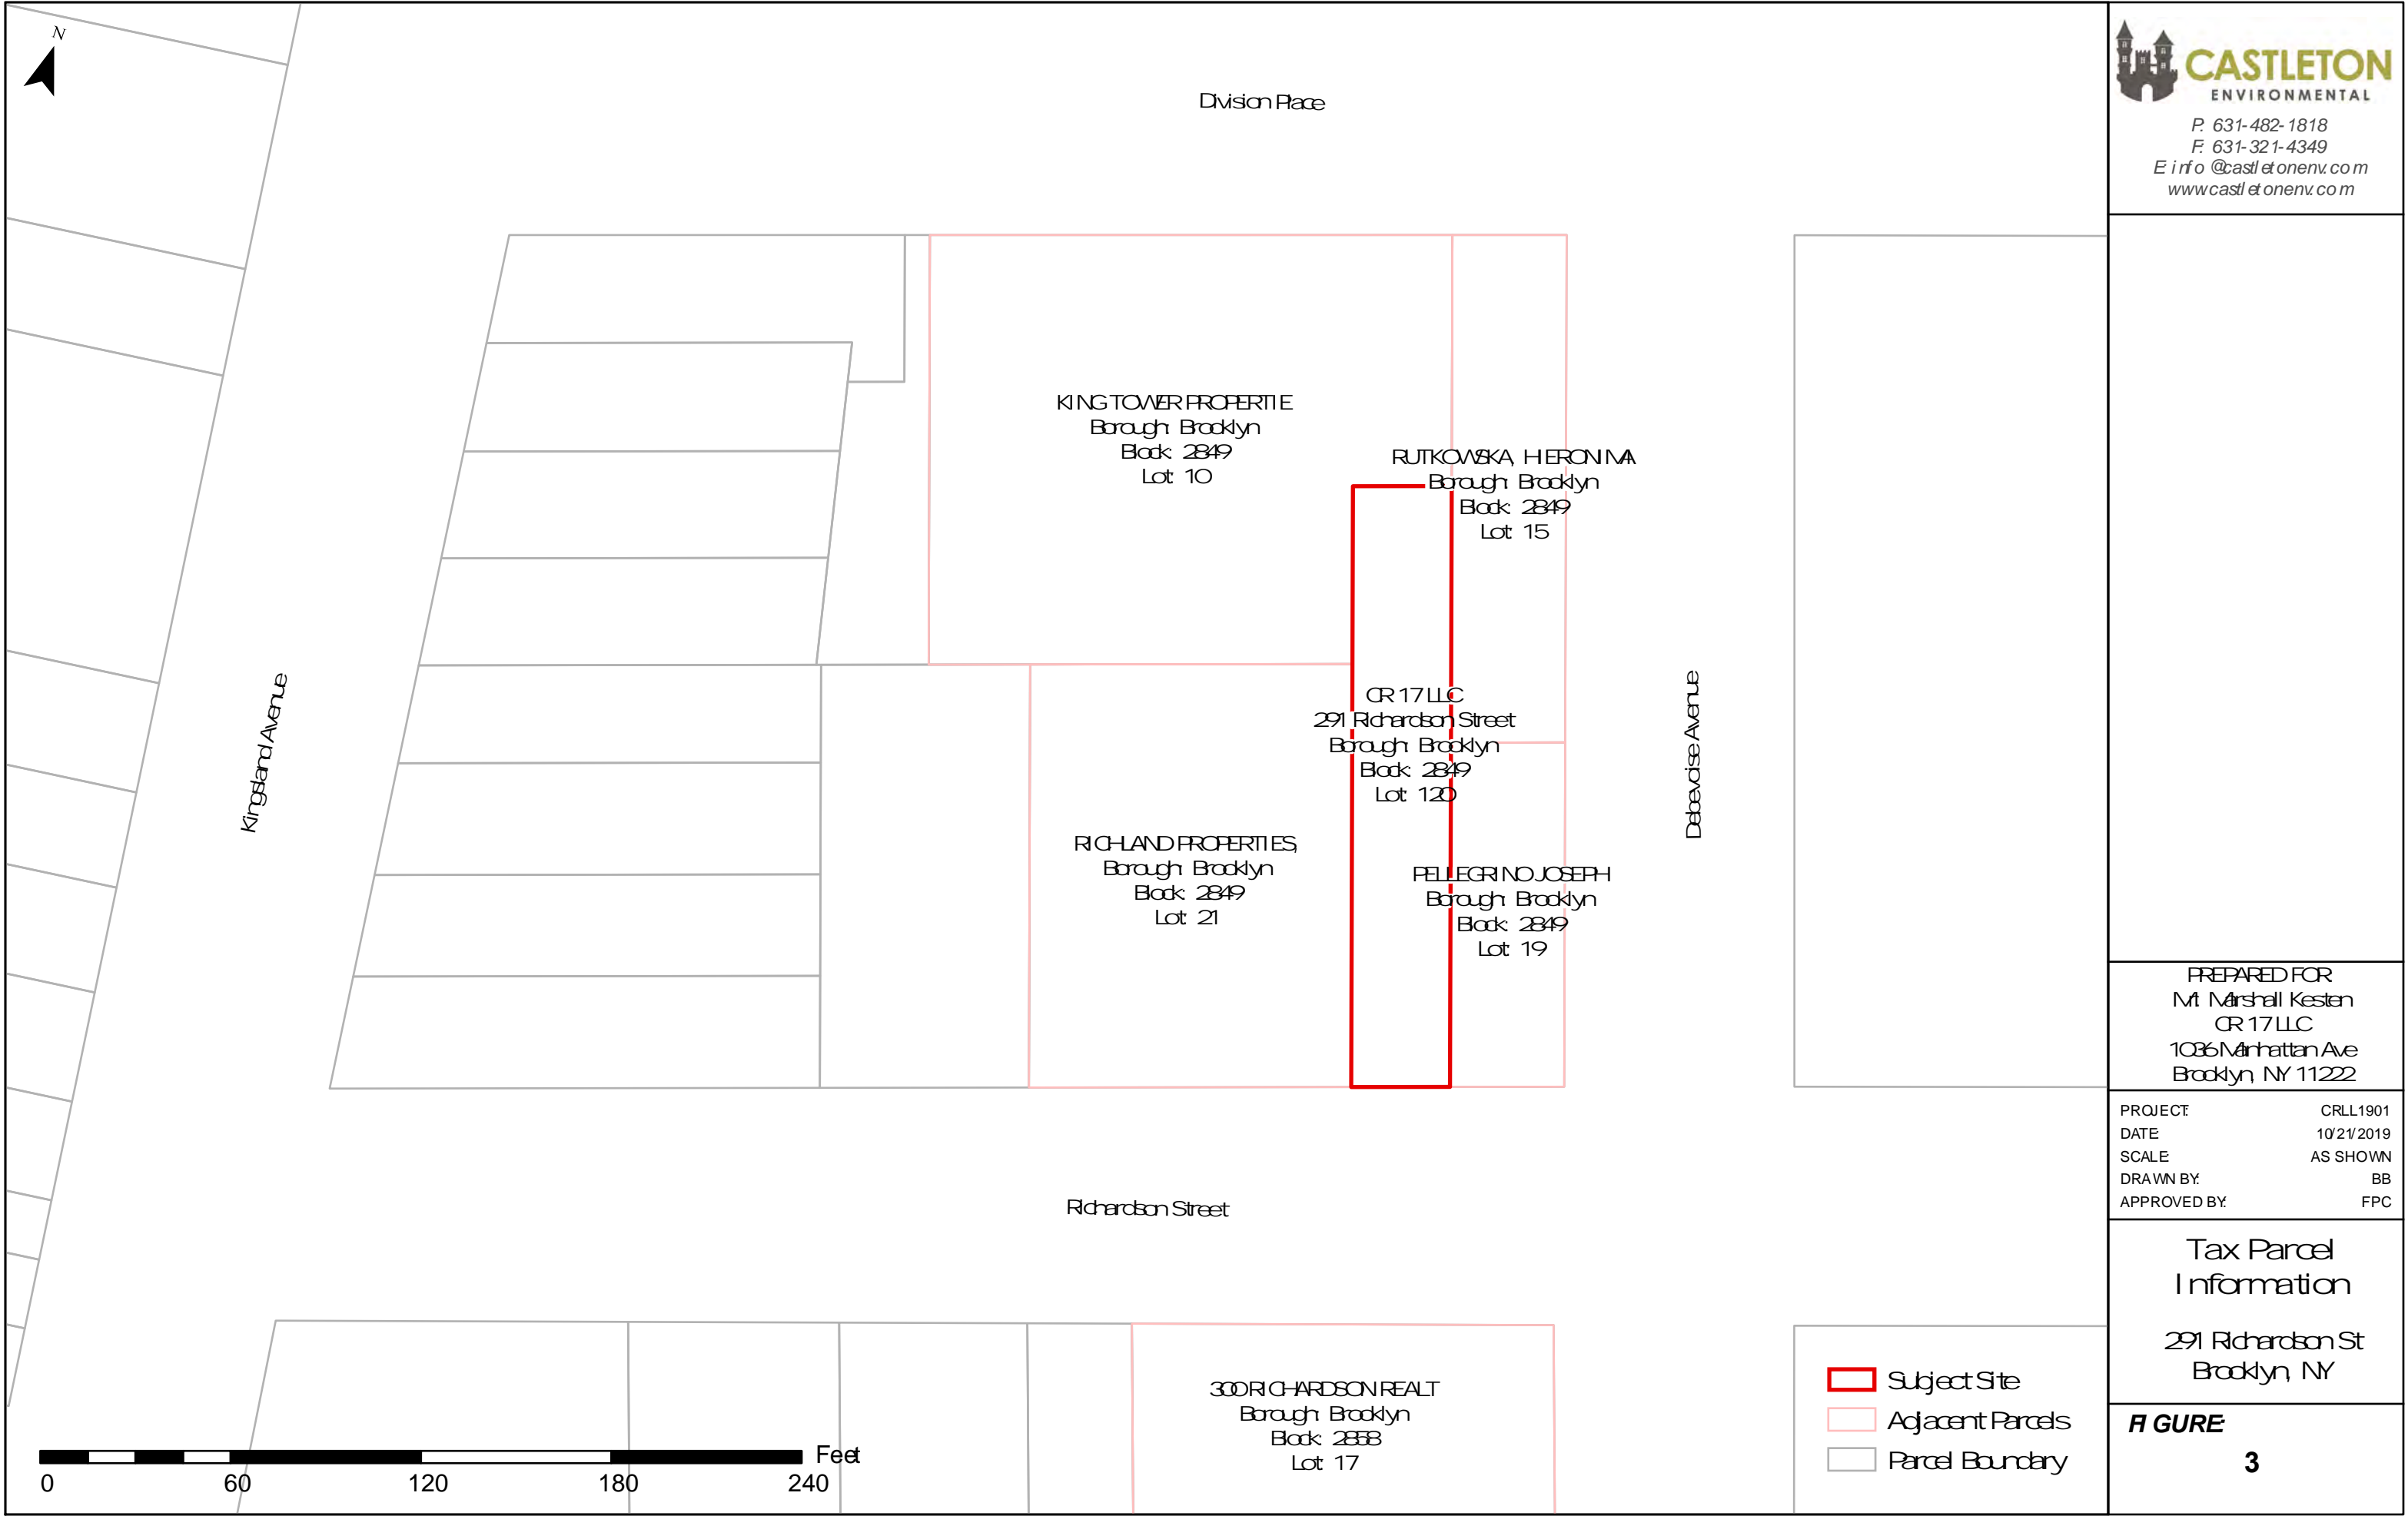 N
Division Place
KING TOWER PROPERTIE
Borough: Brooklyn
Block: 2849
Lot: 10
RUTKOWSKA, HIERONIMA
Borough: Brooklyn
Block: 2849
Lot: 15
Kingsland Avenue
CR 17 LLC
291 Richardson Street
Borough: Brooklyn
Block: 2849
Lot: 120
Debevoise Avenue
RICHLAND PROPERTIES,
Borough: Brooklyn
Block: 2849
Lot: 21
PELLEGRINO JOSEPH
Borough: Brooklyn
Block: 2849
Lot: 19
Richardson Street
300 RICHARDSON REALT
Borough: Brooklyn
Block: 2858
Lot: 17
Feet
0 60 120 180 240
Subject Site
Adjacent Parcels
Parcel Boundary
CASTLETON
ENVIRONMENTAL
P: 631-482-1818
F: 631-321-4349
E: info@castletonenv.com
www.castletonenv.com
PREPARED FOR:
Mr. Marshall Kesten
CR 17 LLC
1036 Manhattan Ave
Brooklyn, NY 11222
PROJECT: CRLL1901
DATE: 10/21/2019
SCALE: AS SHOWN
DRAWN BY: BB
APPROVED BY: FPC
Tax Parcel
Information
291 Richardson St
Brooklyn, NY
FIGURE:
3